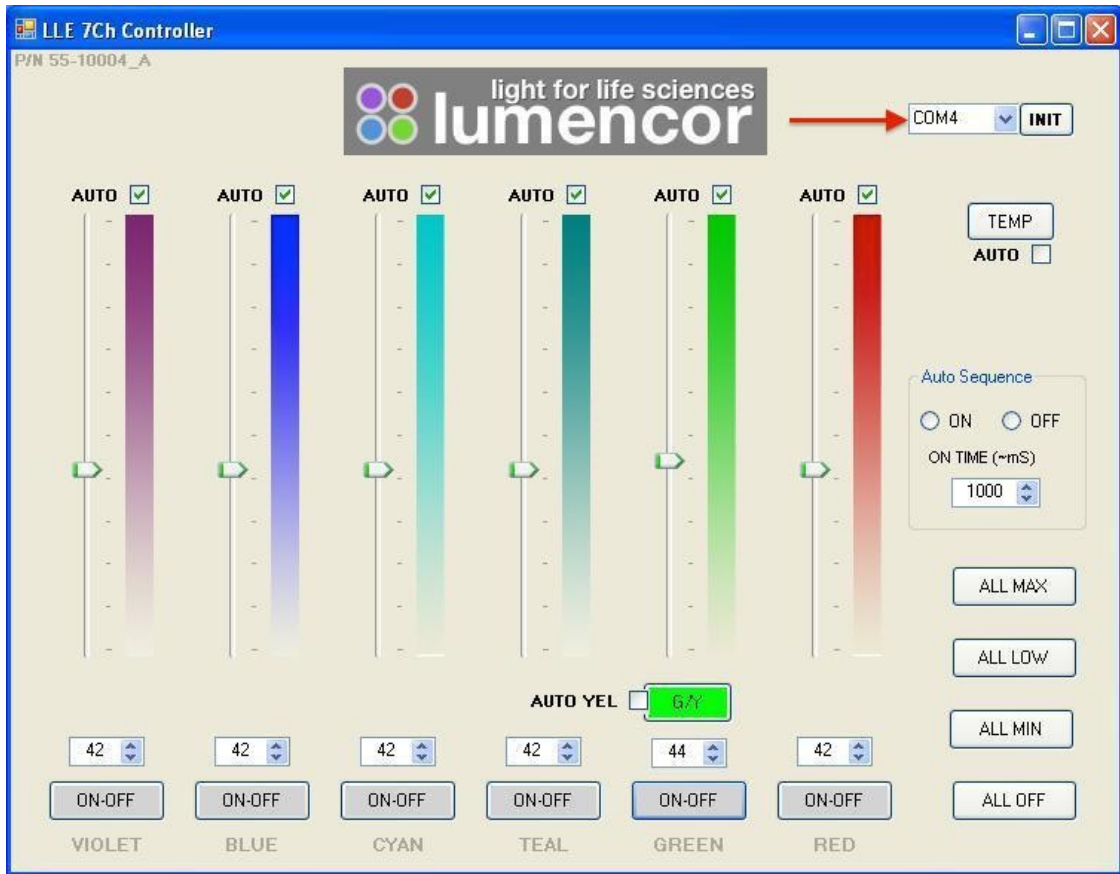 LLE 7Ch Controller
P/N 55-10004_A
light for life sciences
lumencor
COM4 INIT
AUTO AUTO AUTO AUTO AUTO AUTO
TEMP
AUTO
Auto Sequence
ON OFF
ON TIME (~mS)
1000
ALL MAX
ALL LOW
AUTO YEL G/Y
ALL MIN
42 42 42 42 44 42
ON-OFF ON-OFF ON-OFF ON-OFF ON-OFF ON-OFF ALL OFF
VIOLET BLUE CYAN TEAL GREEN RED